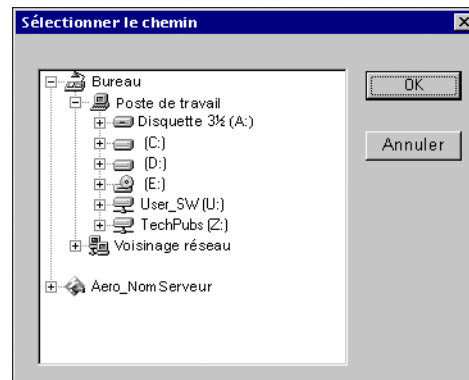 Sélectionner le chemin
Bureau
Poste de travail
Disquette 3½ (A:)
(C:)
(D:)
(E:)
User_SW (U:)
TechPubs (Z:)
Voisinage réseau
Aero_NomServeur
OK
Annuler